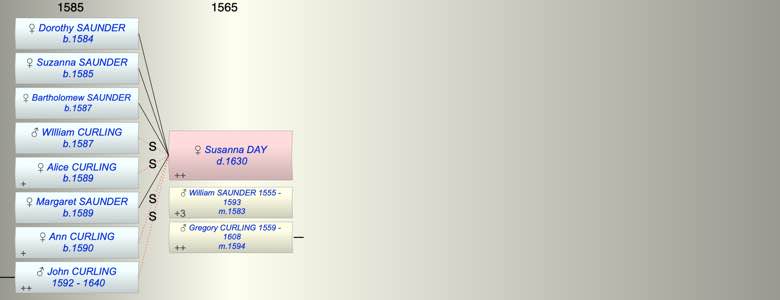 1585
1565
♀ Dorothy SAUNDER
b.1584
♀ Suzanna SAUNDER
b.1585
♀ Bartholomew SAUNDER
b.1587
♂ WIlliam CURLING
b.1587
S
♀ Alice CURLING
b.1589
+
S
♀ Margaret SAUNDER
b.1589
S
♀ Ann CURLING
b.1590
+
S
♂ John CURLING
1592 - 1640
++
♀ Susanna DAY
d.1630
++
♂ William SAUNDER 1555 -
1593
m.1583
+3
♂ Gregory CURLING 1559 -
1608
m.1594
++